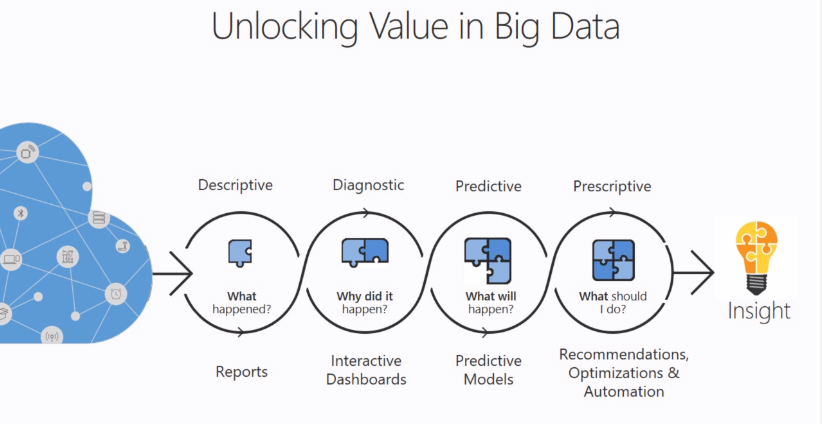 Unlocking Value in Big Data
Descriptive
Diagnostic
Predictive
Prescriptive
What
happened?
Why did it
happen?
What will
happen?
What should
I do?
Insight
Reports
Interactive
Dashboards
Predictive
Models
Recommendations,
Optimizations &
Automation